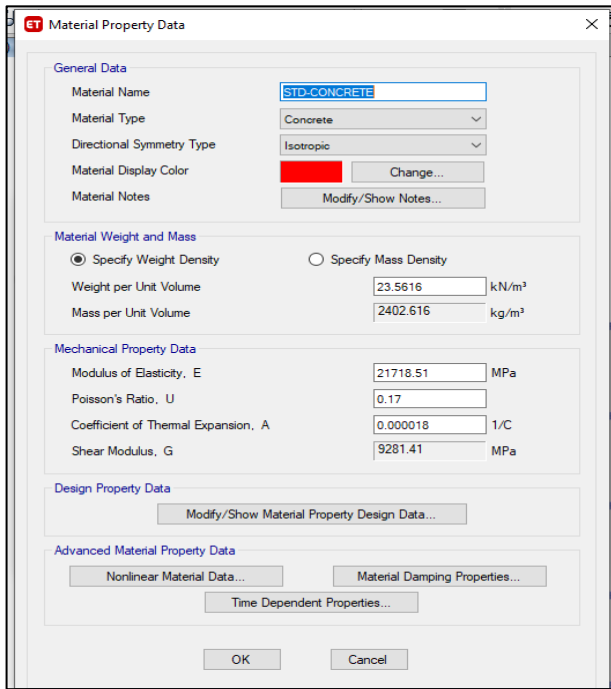 ET Material Property Data
General Data
Material Name STD-CONCRETE
Material Type Concrete
Directional Symmetry Type Isotropic
Material Display Color Change...
Material Notes Modify/Show Notes...
Material Weight and Mass
Specify Weight Density Specify Mass Density
Weight per Unit Volume 23.5616 kN/m³
Mass per Unit Volume 2402.616 kg/m³
Mechanical Property Data
Modulus of Elasticity, E 21718.51 MPa
Poisson's Ratio, U 0.17
Coefficient of Thermal Expansion, A 0.000018 1/C
Shear Modulus, G 9281.41 MPa
Design Property Data
Modify/Show Material Property Design Data...
Advanced Material Property Data
Nonlinear Material Data... Material Damping Properties...
Time Dependent Properties...
OK Cancel